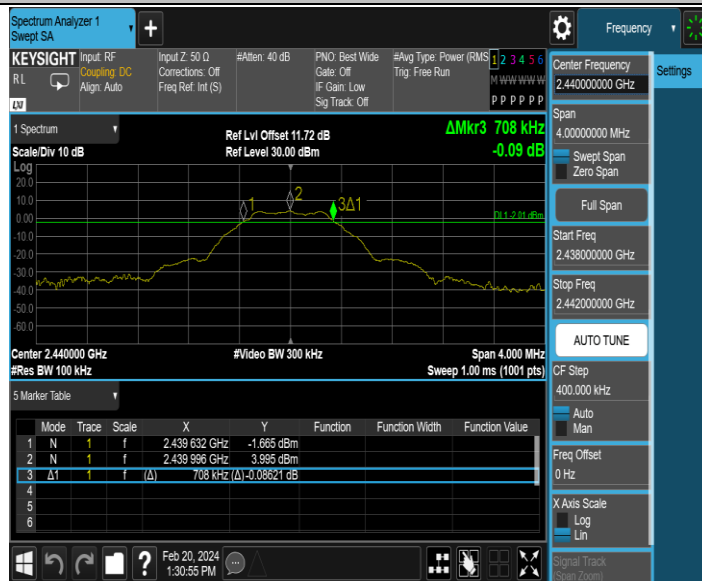 Spectrum Analyzer 1
Swept SA
Frequency
KEYSIGHT
RL
LXI
Input: RF
Coupling: DC
Align: Auto
Input Z: 50 Ω
Corrections: Off
Freq Ref: Int (S)
#Atten: 40 dB
PNO: Best Wide
Gate: Off
IF Gain: Low
Sig Track: Off
#Avg Type: Power (RMS
Trig: Free Run
1 2 3 4 5 6
M W W W W W
P P P P P P
Settings
Center Frequency
2.440000000 GHz
Span
4.00000000 MHz
Swept Span
Zero Span
Full Span
Start Freq
2.438000000 GHz
Stop Freq
2.442000000 GHz
AUTO TUNE
CF Step
400.000 kHz
Auto
Man
Freq Offset
0 Hz
X Axis Scale
Log
Lin
Signal Track
(Span Zoom)
1 Spectrum
Scale/Div 10 dB
Ref Lvl Offset 11.72 dB
Ref Level 30.00 dBm
ΔMkr3 708 kHz
-0.09 dB
Log
20.0
10.0
0.00
-10.0
-20.0
-30.0
-40.0
-50.0
-60.0
1
2
3Δ1
DL1 -2.01 dBm
Center 2.440000 GHz
#Video BW 300 kHz
Span 4.000 MHz
#Res BW 100 kHz
Sweep 1.00 ms (1001 pts)
5 Marker Table
Mode Trace Scale X Y Function Function Width Function Value
1 N 1 f 2.439 632 GHz -1.665 dBm
2 N 1 f 2.439 996 GHz 3.995 dBm
3 Δ1 1 f (Δ) 708 kHz (Δ) -0.08621 dB
4
5
6
?
Feb 20, 2024
1:30:55 PM